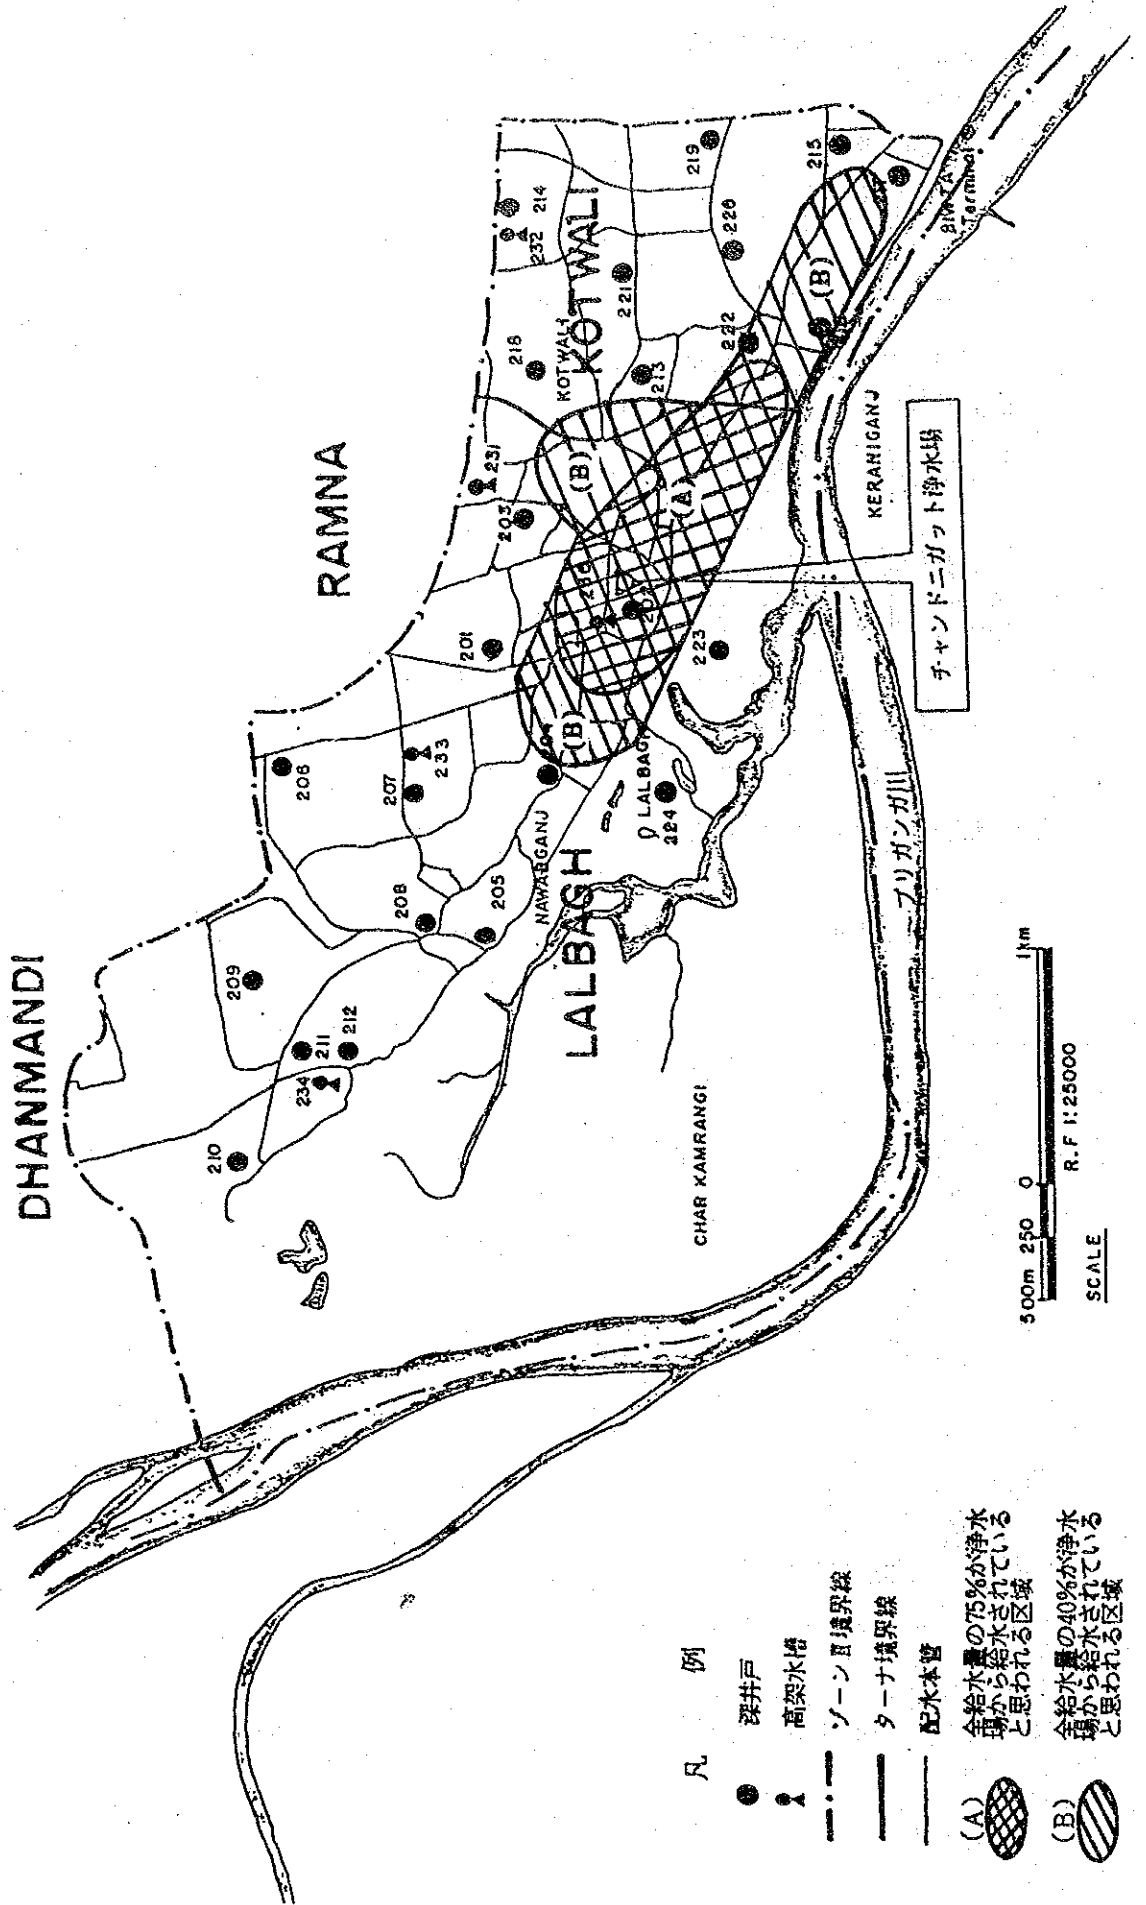 DHANMANDI
RAMNA
KOTWALI
KOTWALI
LALBAGH
LALBAGH
NAWABGANJ
CHAR KAMRANGI
KERANIGANJ
BIWTA
Terminal
ブリガンガ川
チャンドニガット浄水場
210
234
211
212
209
208
205
206
207
233
201
203
231
218
232
214
219
215
226
221
222
213
223
224
(A)
(B)
(B)
(B)
500m 250 0 1km
R.F 1:25000
SCALE
凡 例
深井戸
高架水槽
ゾーンⅡ境界線
ターナ境界線
配水本管
(A) 全給水量の75%が浄水
場から給水されている
と思われる区域
(B) 全給水量の40%が浄水
場から給水されている
と思われる区域